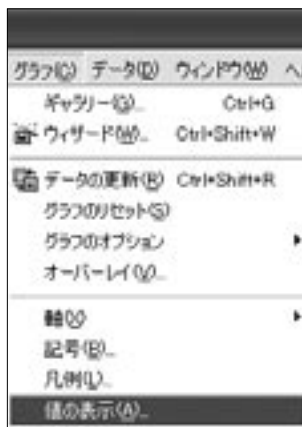 グラフ(C) データ(D) ウィンドウ(W) ヘ
ギャラリー(G)... Ctrl+G
ウィザード(W)... Ctrl+Shift+W
データの更新(R) Ctrl+Shift+R
グラフのリセット(S)
グラフのオプション
オーバーレイ(V)...
軸(X)
記号(B)...
凡例(L)...
値の表示(A)...